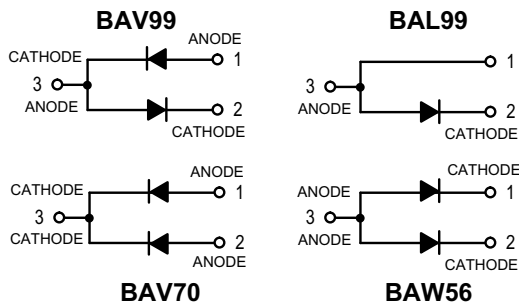 BAV99
CATHODE
ANODE
1
3
ANODE
2
CATHODE
BAL99
1
3
ANODE
2
CATHODE
CATHODE
ANODE
1
3
CATHODE
2
ANODE
BAV70
CATHODE
ANODE
1
3
ANODE
2
CATHODE
BAW56